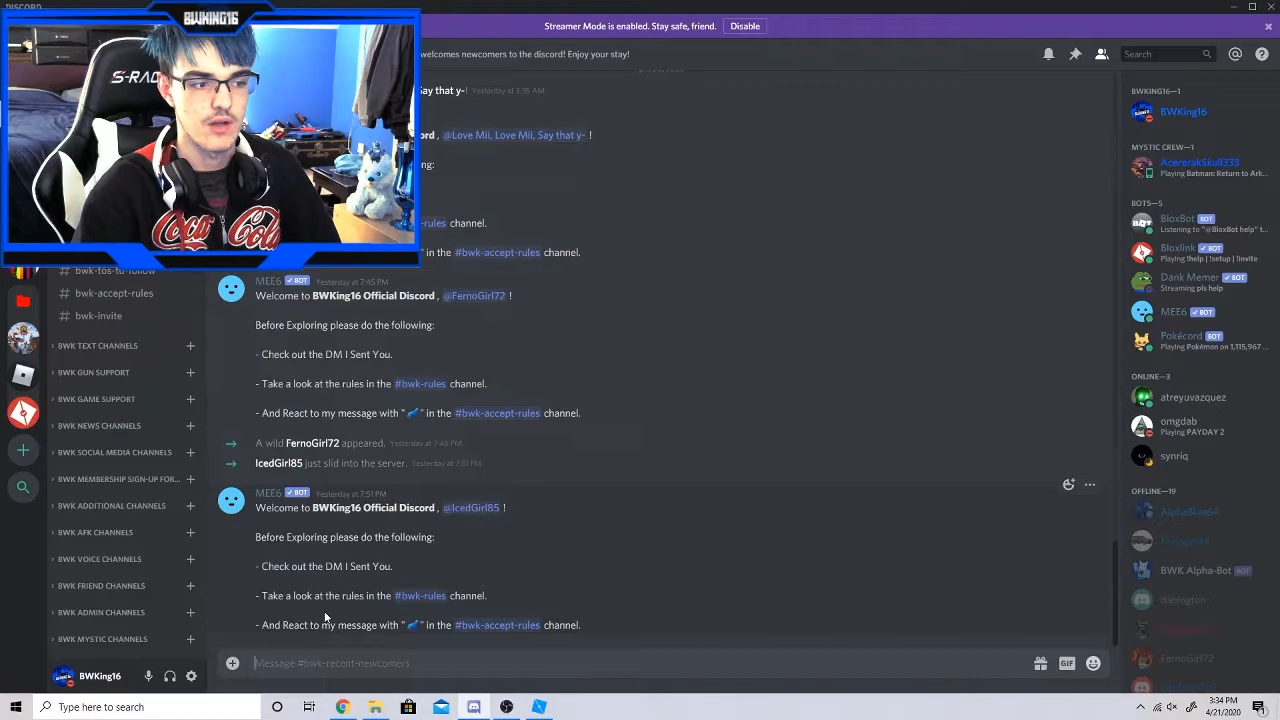 DISCORD
BWKING16
S-RAC
Coca Cola
Streamer Mode is enabled. Stay safe, friend. Disable
welcomes newcomers to the discord! Enjoy your stay!
Search
Say that y-! Yesterday at 3:35 AM
ord , @Love Mii, Love Mii, Say that y- !
ng:
-rules channel.
" in the #bwk-accept-rules channel.
bwk-tos-to-follow
bwk-accept-rules
bwk-invite
BWK TEXT CHANNELS
BWK GUN SUPPORT
BWK GAME SUPPORT
BWK NEWS CHANNELS
BWK SOCIAL MEDIA CHANNELS
BWK MEMBERSHIP SIGN-UP FOR...
BWK ADDITIONAL CHANNELS
BWK AFK CHANNELS
BWK VOICE CHANNELS
BWK FRIEND CHANNELS
BWK ADMIN CHANNELS
BWK MYSTIC CHANNELS
BWKing16
MEE6 BOT Yesterday at 7:45 PM
Welcome to BWKing16 Official Discord , @FernoGirl72 !
Before Exploring please do the following:
- Check out the DM I Sent You.
- Take a look at the rules in the #bwk-rules channel.
- And React to my message with " " in the #bwk-accept-rules channel.
A wild FernoGirl72 appeared. Yesterday at 7:46 PM
IcedGirl85 just slid into the server. Yesterday at 7:51 PM
MEE6 BOT Yesterday at 7:51 PM
Welcome to BWKing16 Official Discord , @IcedGirl85 !
Before Exploring please do the following:
- Check out the DM I Sent You.
- Take a look at the rules in the #bwk-rules channel.
- And React to my message with " " in the #bwk-accept-rules channel.
Message #bwk-recent-newcomers
GIF
BWKING16—1
BWKing16
MYSTIC CREW—1
AcererakSkull333
Playing Batman: Return to Ark...
BOTS—5
BloxBot BOT
Listening to "@BloxBot help" t...
Bloxlink BOT
Playing !help | !setup | !invite
Dank Memer BOT
Streaming pls help
MEE6 BOT
Pokécord BOT
Playing Pokémon on 1,115,967 ...
ONLINE—3
atreyuvazquez
omgdab
Playing PAYDAY 2
synriq
OFFLINE—19
AlphaBlue64
BWK Alpha-Bot BOT
dabington
FernoGirl72
Type here to search
3:34 PM
4/21/2020